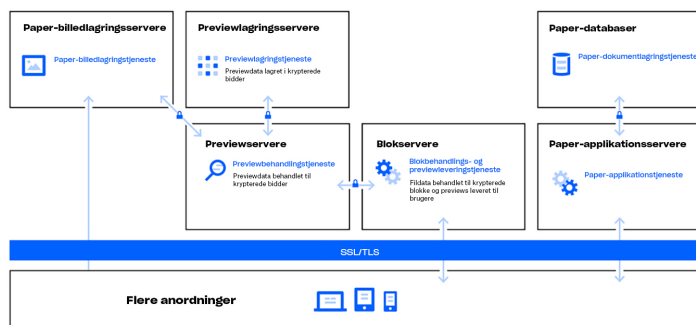 Paper-billedlagringsservere
Paper-billedlagringstjeneste
Previewlagringsservere
Previewlagringstjeneste
Previewdata lagret i krypterede
bidder
Paper-databaser
Paper-dokumentlagringstjeneste
Previewservere
Previewbehandlingstjeneste
Previewdata behandlet til
krypterede bidder
Blokservere
Blokbehandlings- og
previewleveringstjeneste
Fildata behandlet til krypterede
blokke og previews leveret til
brugere
Paper-applikationsservere
Paper-applikationstjeneste
SSL/TLS
Flere anordninger